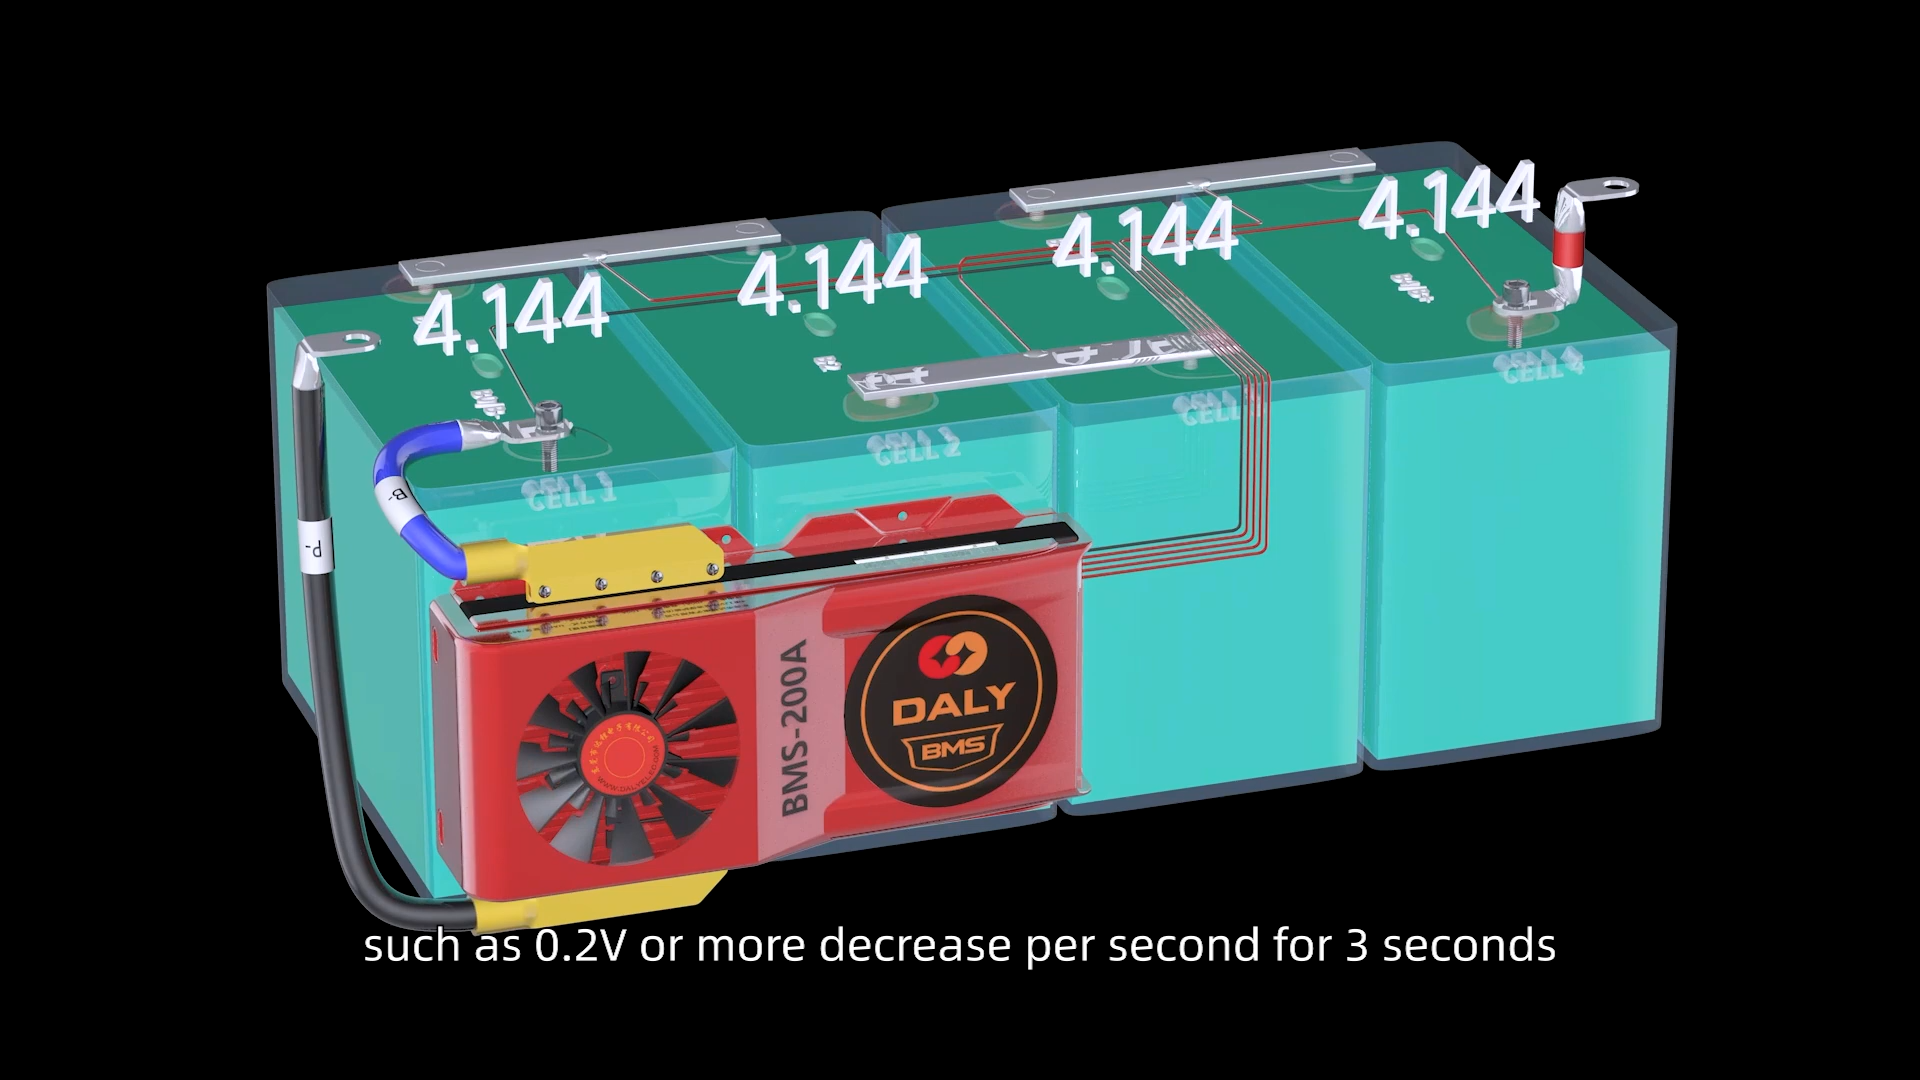 4.144
4.144
4.144
4.144
CELL 1
CELL 2
CELL
CELL 4
B-
P-
BMS-200A
DALY
BMS
such as 0.2V or more decrease per second for 3 seconds